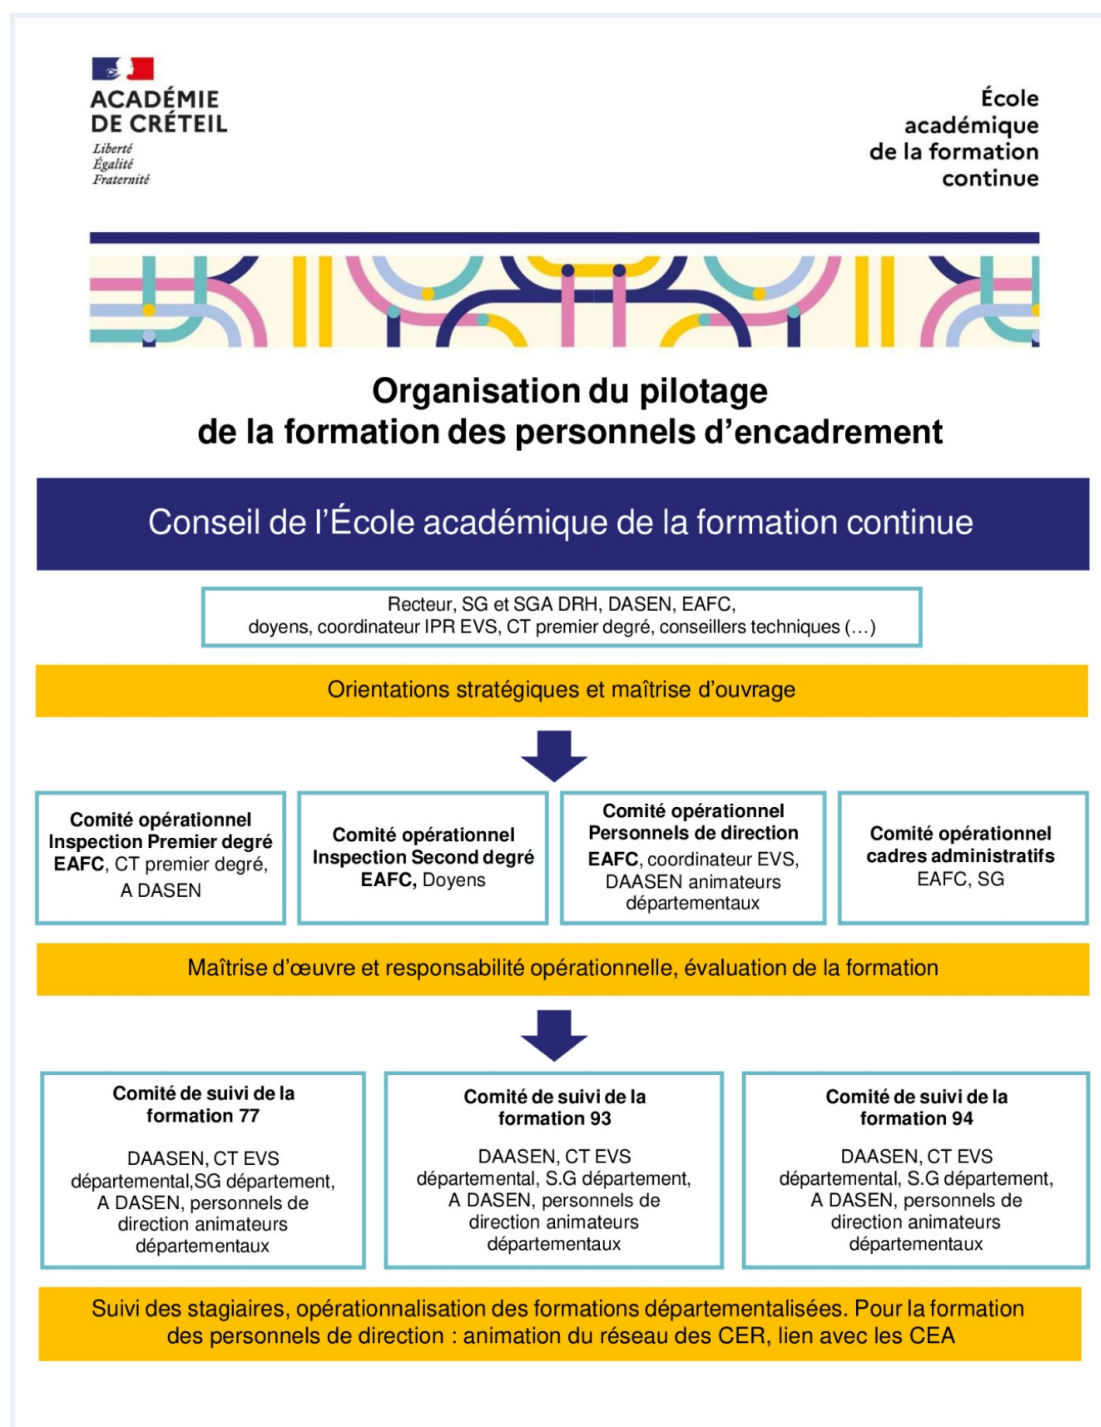 ACADÉMIE
DE CRÉTEIL
Liberté
Égalité
Fraternité
École
académique
de la formation
continue
Organisation du pilotage
de la formation des personnels d'encadrement
Conseil de l'École académique de la formation continue
Recteur, SG et SGA DRH, DASEN, EAFC,
doyens, coordinateur IPR EVS, CT premier degré, conseillers techniques (…)
Orientations stratégiques et maîtrise d'ouvrage
Comité opérationnel
Inspection Premier degré
EAFC, CT premier degré,
A DASEN
Comité opérationnel
Inspection Second degré
EAFC, Doyens
Comité opérationnel
Personnels de direction
EAFC, coordinateur EVS,
DAASEN animateurs
départementaux
Comité opérationnel
cadres administratifs
EAFC, SG
Maîtrise d'œuvre et responsabilité opérationnelle, évaluation de la formation
Comité de suivi de la
formation 77
DAASEN, CT EVS
départemental,SG département,
A DASEN, personnels de
direction animateurs
départementaux
Comité de suivi de la
formation 93
DAASEN, CT EVS
départemental, S.G département,
A DASEN, personnels de
direction animateurs
départementaux
Comité de suivi de la
formation 94
DAASEN, CT EVS
départemental, S.G département,
A DASEN, personnels de
direction animateurs
départementaux
Suivi des stagiaires, opérationnalisation des formations départementalisées. Pour la formation
des personnels de direction : animation du réseau des CER, lien avec les CEA